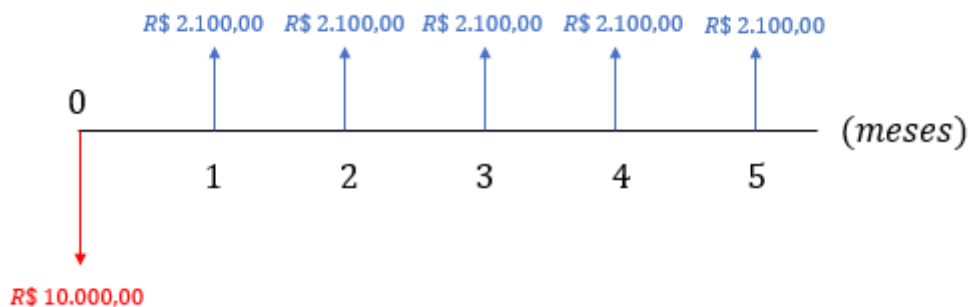 R$ 2.100,00 R$ 2.100,00 R$ 2.100,00 R$ 2.100,00 R$ 2.100,00
0
(meses)
1 2 3 4 5
R$ 10.000,00